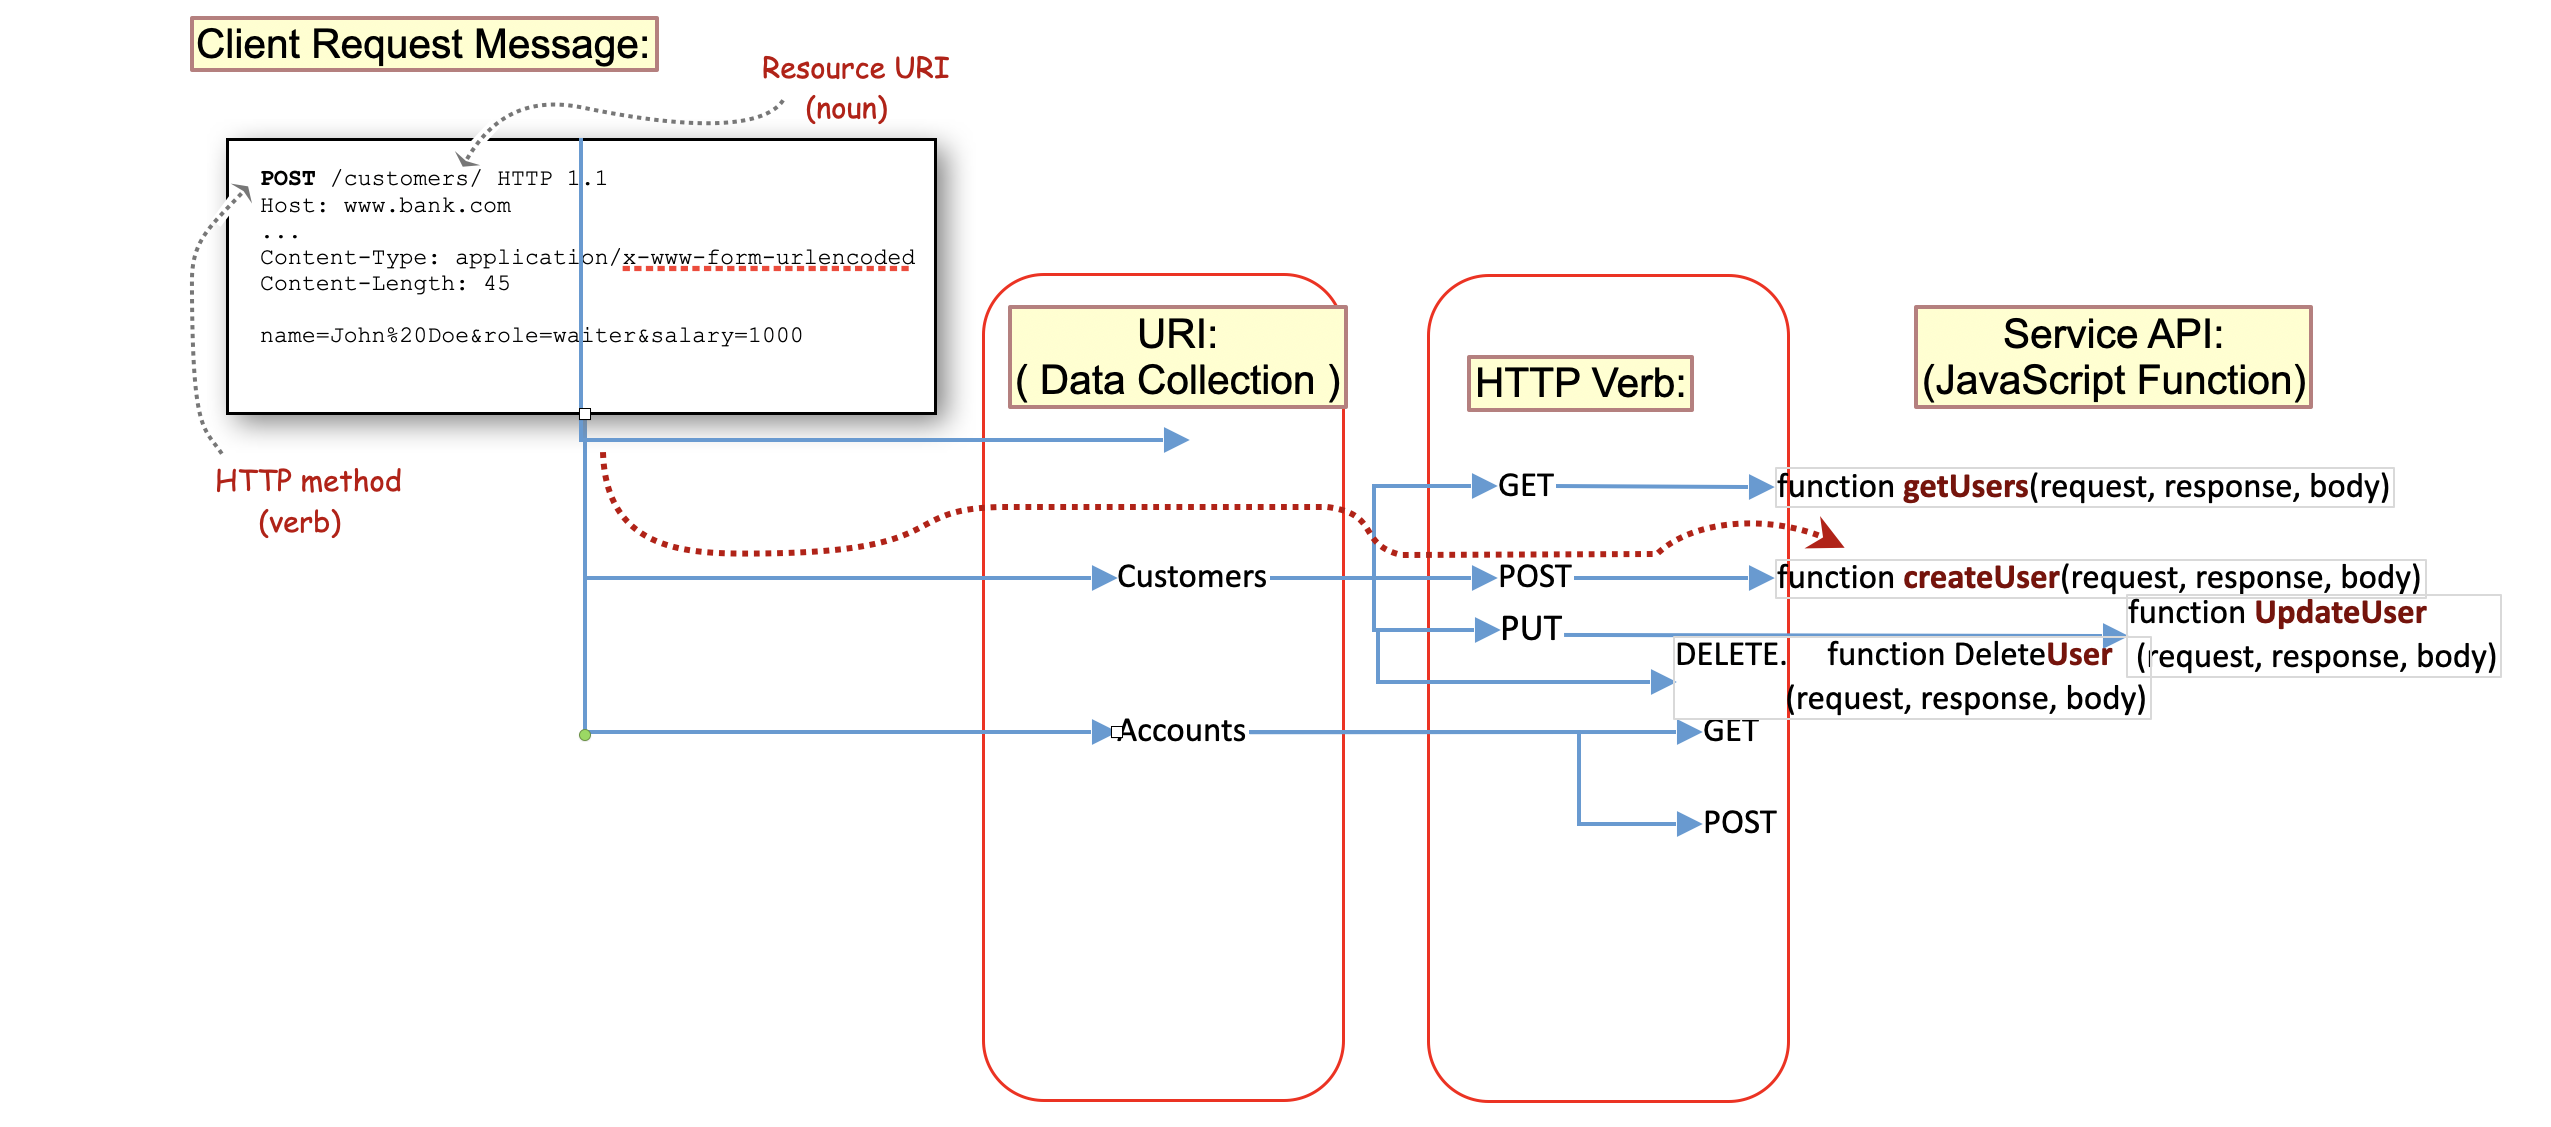 Client Request Message:
Resource URI
(noun)
POST /customers/ HTTP 1.1
Host: www.bank.com
...
Content-Type: application/x-www-form-urlencoded
Content-Length: 45
name=John%20Doe&role=waiter&salary=1000
HTTP method
(verb)
URI:
( Data Collection )
HTTP Verb:
Service API:
(JavaScript Function)
GET
function getUsers(request, response, body)
Customers
POST
function createUser(request, response, body)
PUT
function UpdateUser
(request, response, body)
DELETE. function DeleteUser
(request, response, body)
Accounts
GET
POST